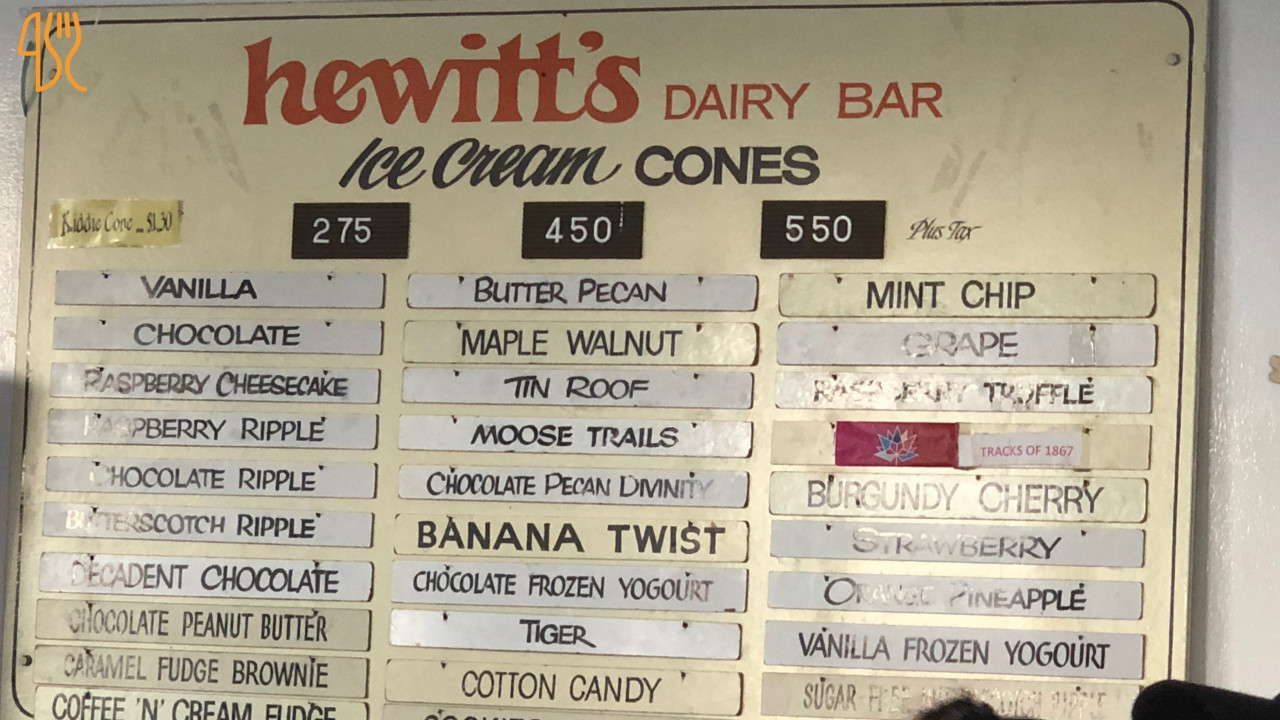 hewitt's DAIRY BAR
Ice Cream CONES
Kiddie Cone ... $1.30
275 450 550 Plus Tax
VANILLA
CHOCOLATE
RASPBERRY CHEESECAKE
RASPBERRY RIPPLE
CHOCOLATE RIPPLE
BUTTERSCOTCH RIPPLE
DECADENT CHOCOLATE
CHOCOLATE PEANUT BUTTER
CARAMEL FUDGE BROWNIE
COFFEE 'N' CREAM FUDGE
BUTTER PECAN
MAPLE WALNUT
TIN ROOF
MOOSE TRAILS
CHOCOLATE PECAN DIVINITY
BANANA TWIST
CHOCOLATE FROZEN YOGOURT
TIGER
COTTON CANDY
MINT CHIP
GRAPE
RASPBERRY TRUFFLE
TRACKS OF 1867
BURGUNDY CHERRY
STRAWBERRY
ORANGE PINEAPPLE
VANILLA FROZEN YOGOURT
SUGAR FREE